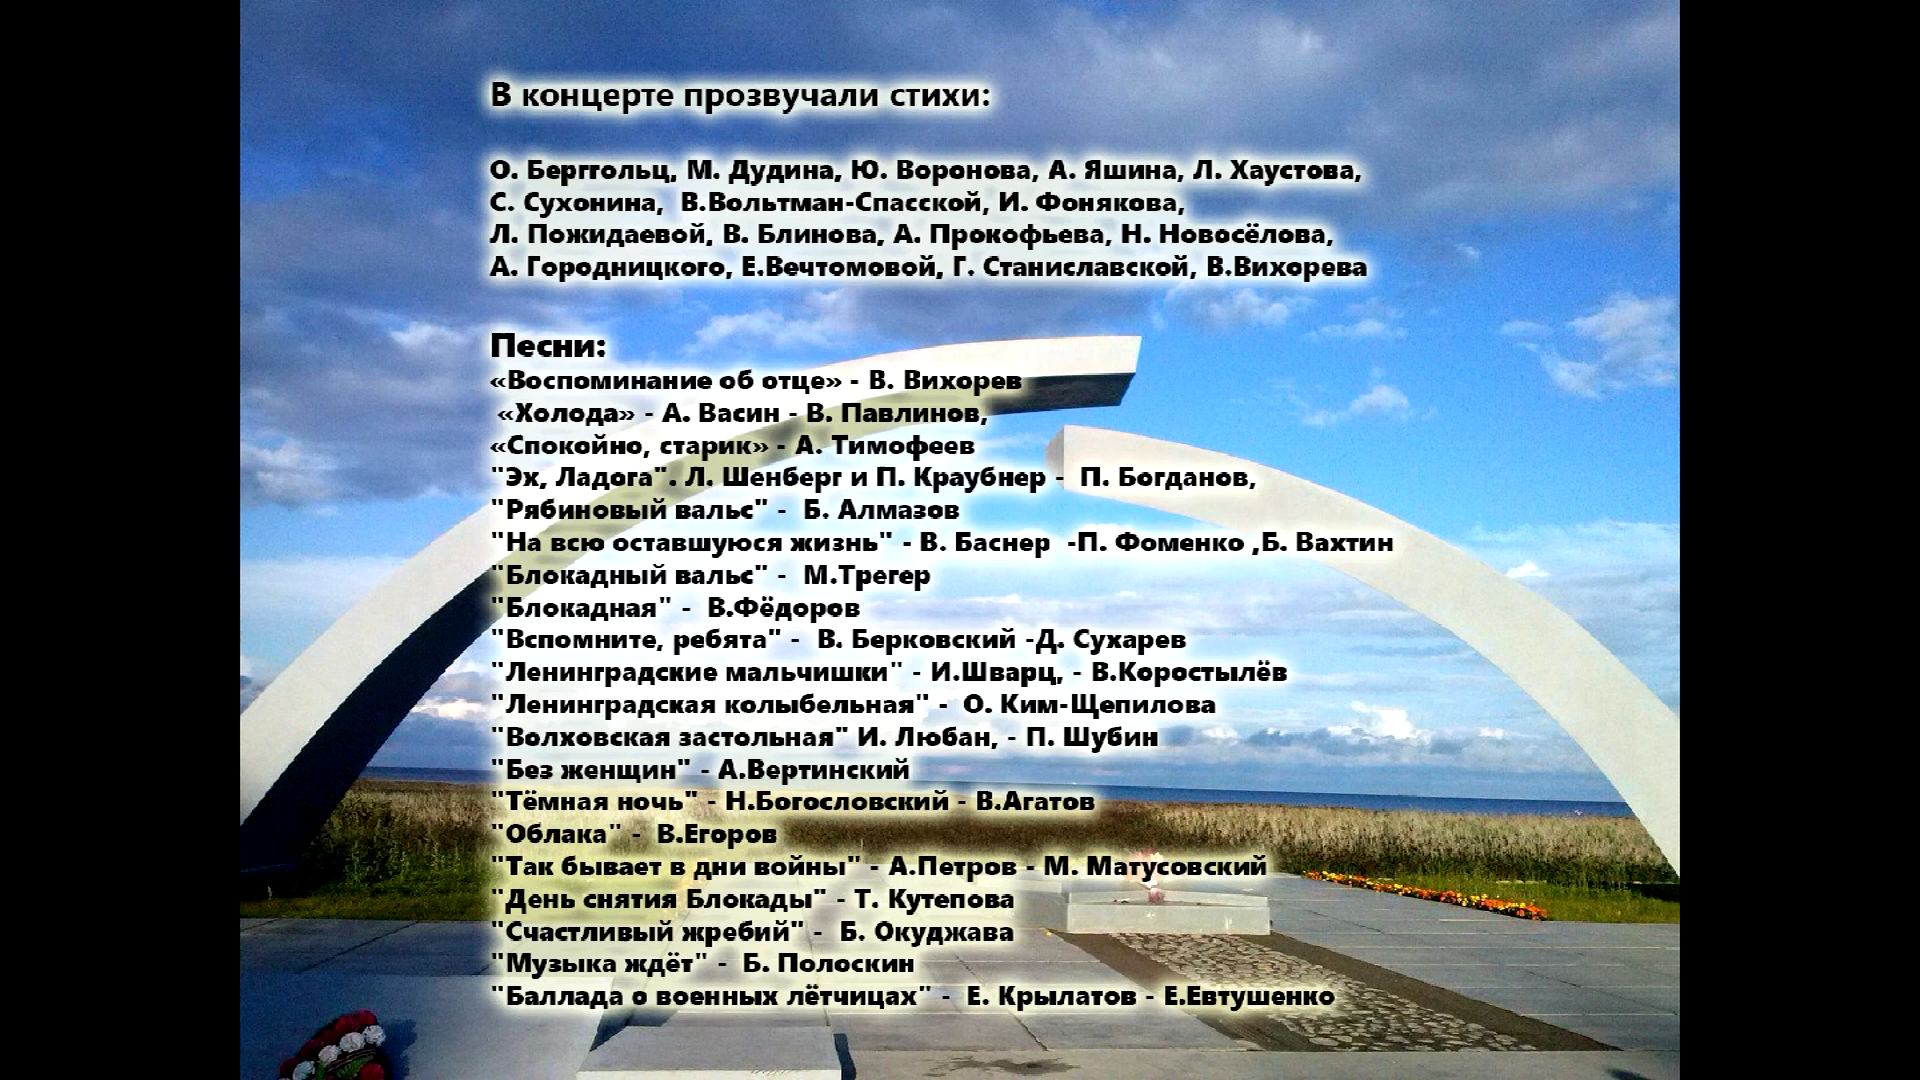 В концерте прозвучали стихи:
О. Берггольц, М. Дудина, Ю. Воронова, А. Яшина, Л. Хаустова,
С. Сухонина, В.Вольтман-Спасской, И. Фонякова,
Л. Пожидаевой, В. Блинова, А. Прокофьева, Н. Новосёлова,
А. Городницкого, Е.Вечтомовой, Г. Станиславской, В.Вихорева
Песни:
«Воспоминание об отце» - В. Вихорев
«Холода» - А. Васин - В. Павлинов,
«Спокойно, старик» - А. Тимофеев
"Эх, Ладога". Л. Шенберг и П. Краубнер - П. Богданов,
"Рябиновый вальс" - Б. Алмазов
"На всю оставшуюся жизнь" - В. Баснер -П. Фоменко ,Б. Вахтин
"Блокадный вальс" - М.Трегер
"Блокадная" - В.Фёдоров
"Вспомните, ребята" - В. Берковский -Д. Сухарев
"Ленинградские мальчишки" - И.Шварц, - В.Коростылёв
"Ленинградская колыбельная" - О. Ким-Щепилова
"Волховская застольная" И. Любан, - П. Шубин
"Без женщин" - А.Вертинский
"Тёмная ночь" - Н.Богословский - В.Агатов
"Облака" - В.Егоров
"Так бывает в дни войны" - А.Петров - М. Матусовский
"День снятия Блокады" - Т. Кутепова
"Счастливый жребий" - Б. Окуджава
"Музыка ждёт" - Б. Полоскин
"Баллада о военных лётчицах" - Е. Крылатов - Е.Евтушенко